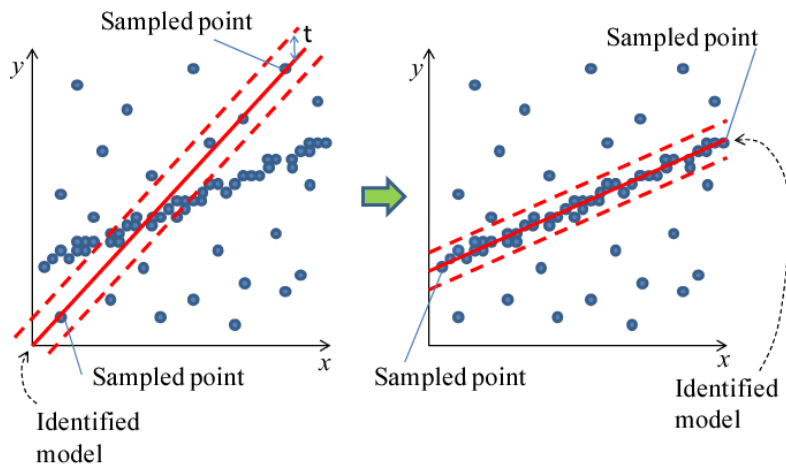 Sampled point
t
y
x
Sampled point
Identified
model
Sampled point
y
x
Sampled point
Identified
model